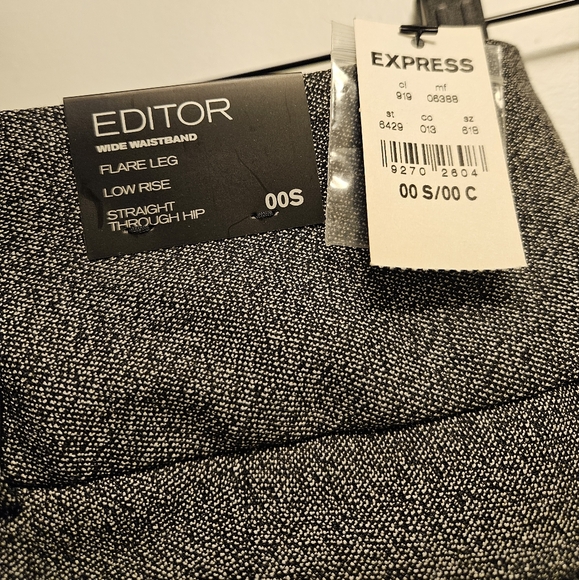 EDITOR
WIDE WAISTBAND
FLARE LEG
LOW RISE
STRAIGHT
THROUGH HIP
00S
EXPRESS
cl mf
919 06388
st co sz
6429 013 618
9270 2604
00 S/00 C